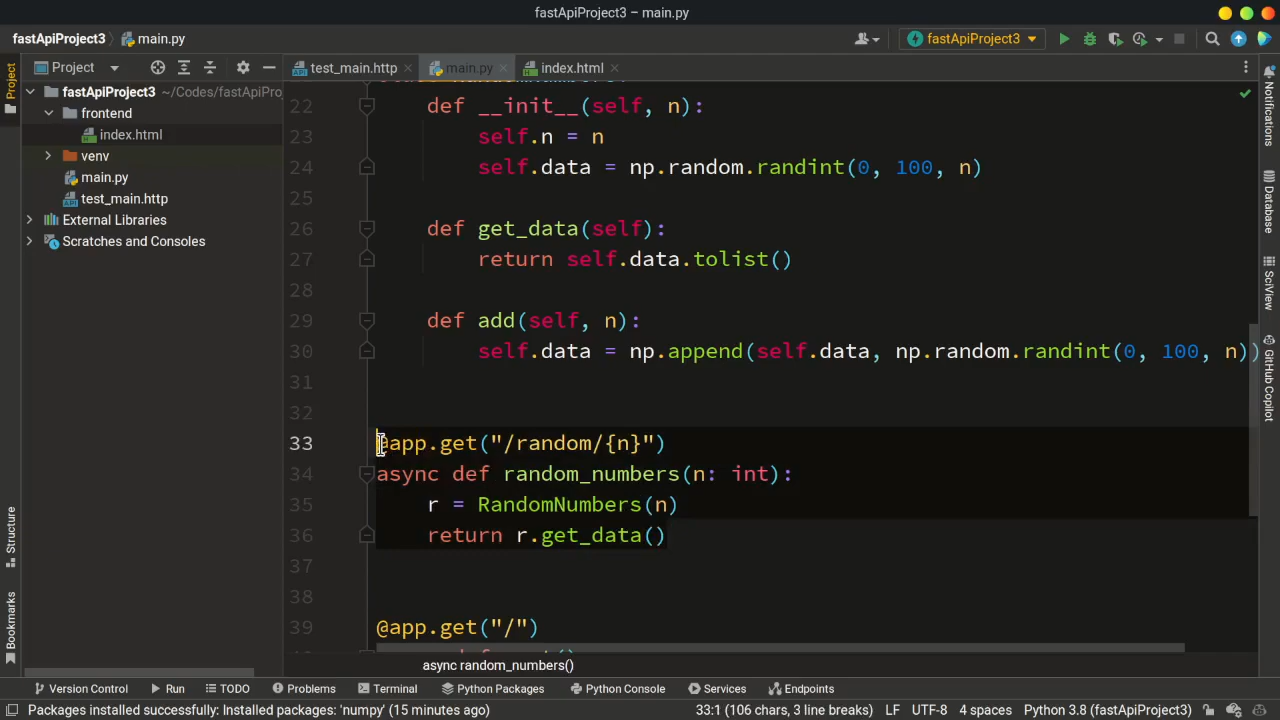 fastApiProject3 – main.py
fastApiProject3 main.py fastApiProject3
Project Project test_main.http main.py index.html
fastApiProject3 ~/Codes/fastApiPro
frontend
index.html
venv
main.py
test_main.http
External Libraries
Scratches and Consoles
22 def __init__(self, n):
23 self.n = n
24 self.data = np.random.randint(0, 100, n)
25
26 def get_data(self):
27 return self.data.tolist()
28
29 def add(self, n):
30 self.data = np.append(self.data, np.random.randint(0, 100, n))
31
32
33 @app.get("/random/{n}")
34 async def random_numbers(n: int):
35 r = RandomNumbers(n)
36 return r.get_data()
37
38
39 @app.get("/")
async random_numbers()
Structure
Bookmarks
Notifications
Database
SciView
GitHub Copilot
Version Control Run TODO Problems Terminal Python Packages Python Console Services Endpoints
Packages installed successfully: Installed packages: 'numpy' (15 minutes ago) 33:1 (106 chars, 3 line breaks) LF UTF-8 4 spaces Python 3.8 (fastApiProject3)